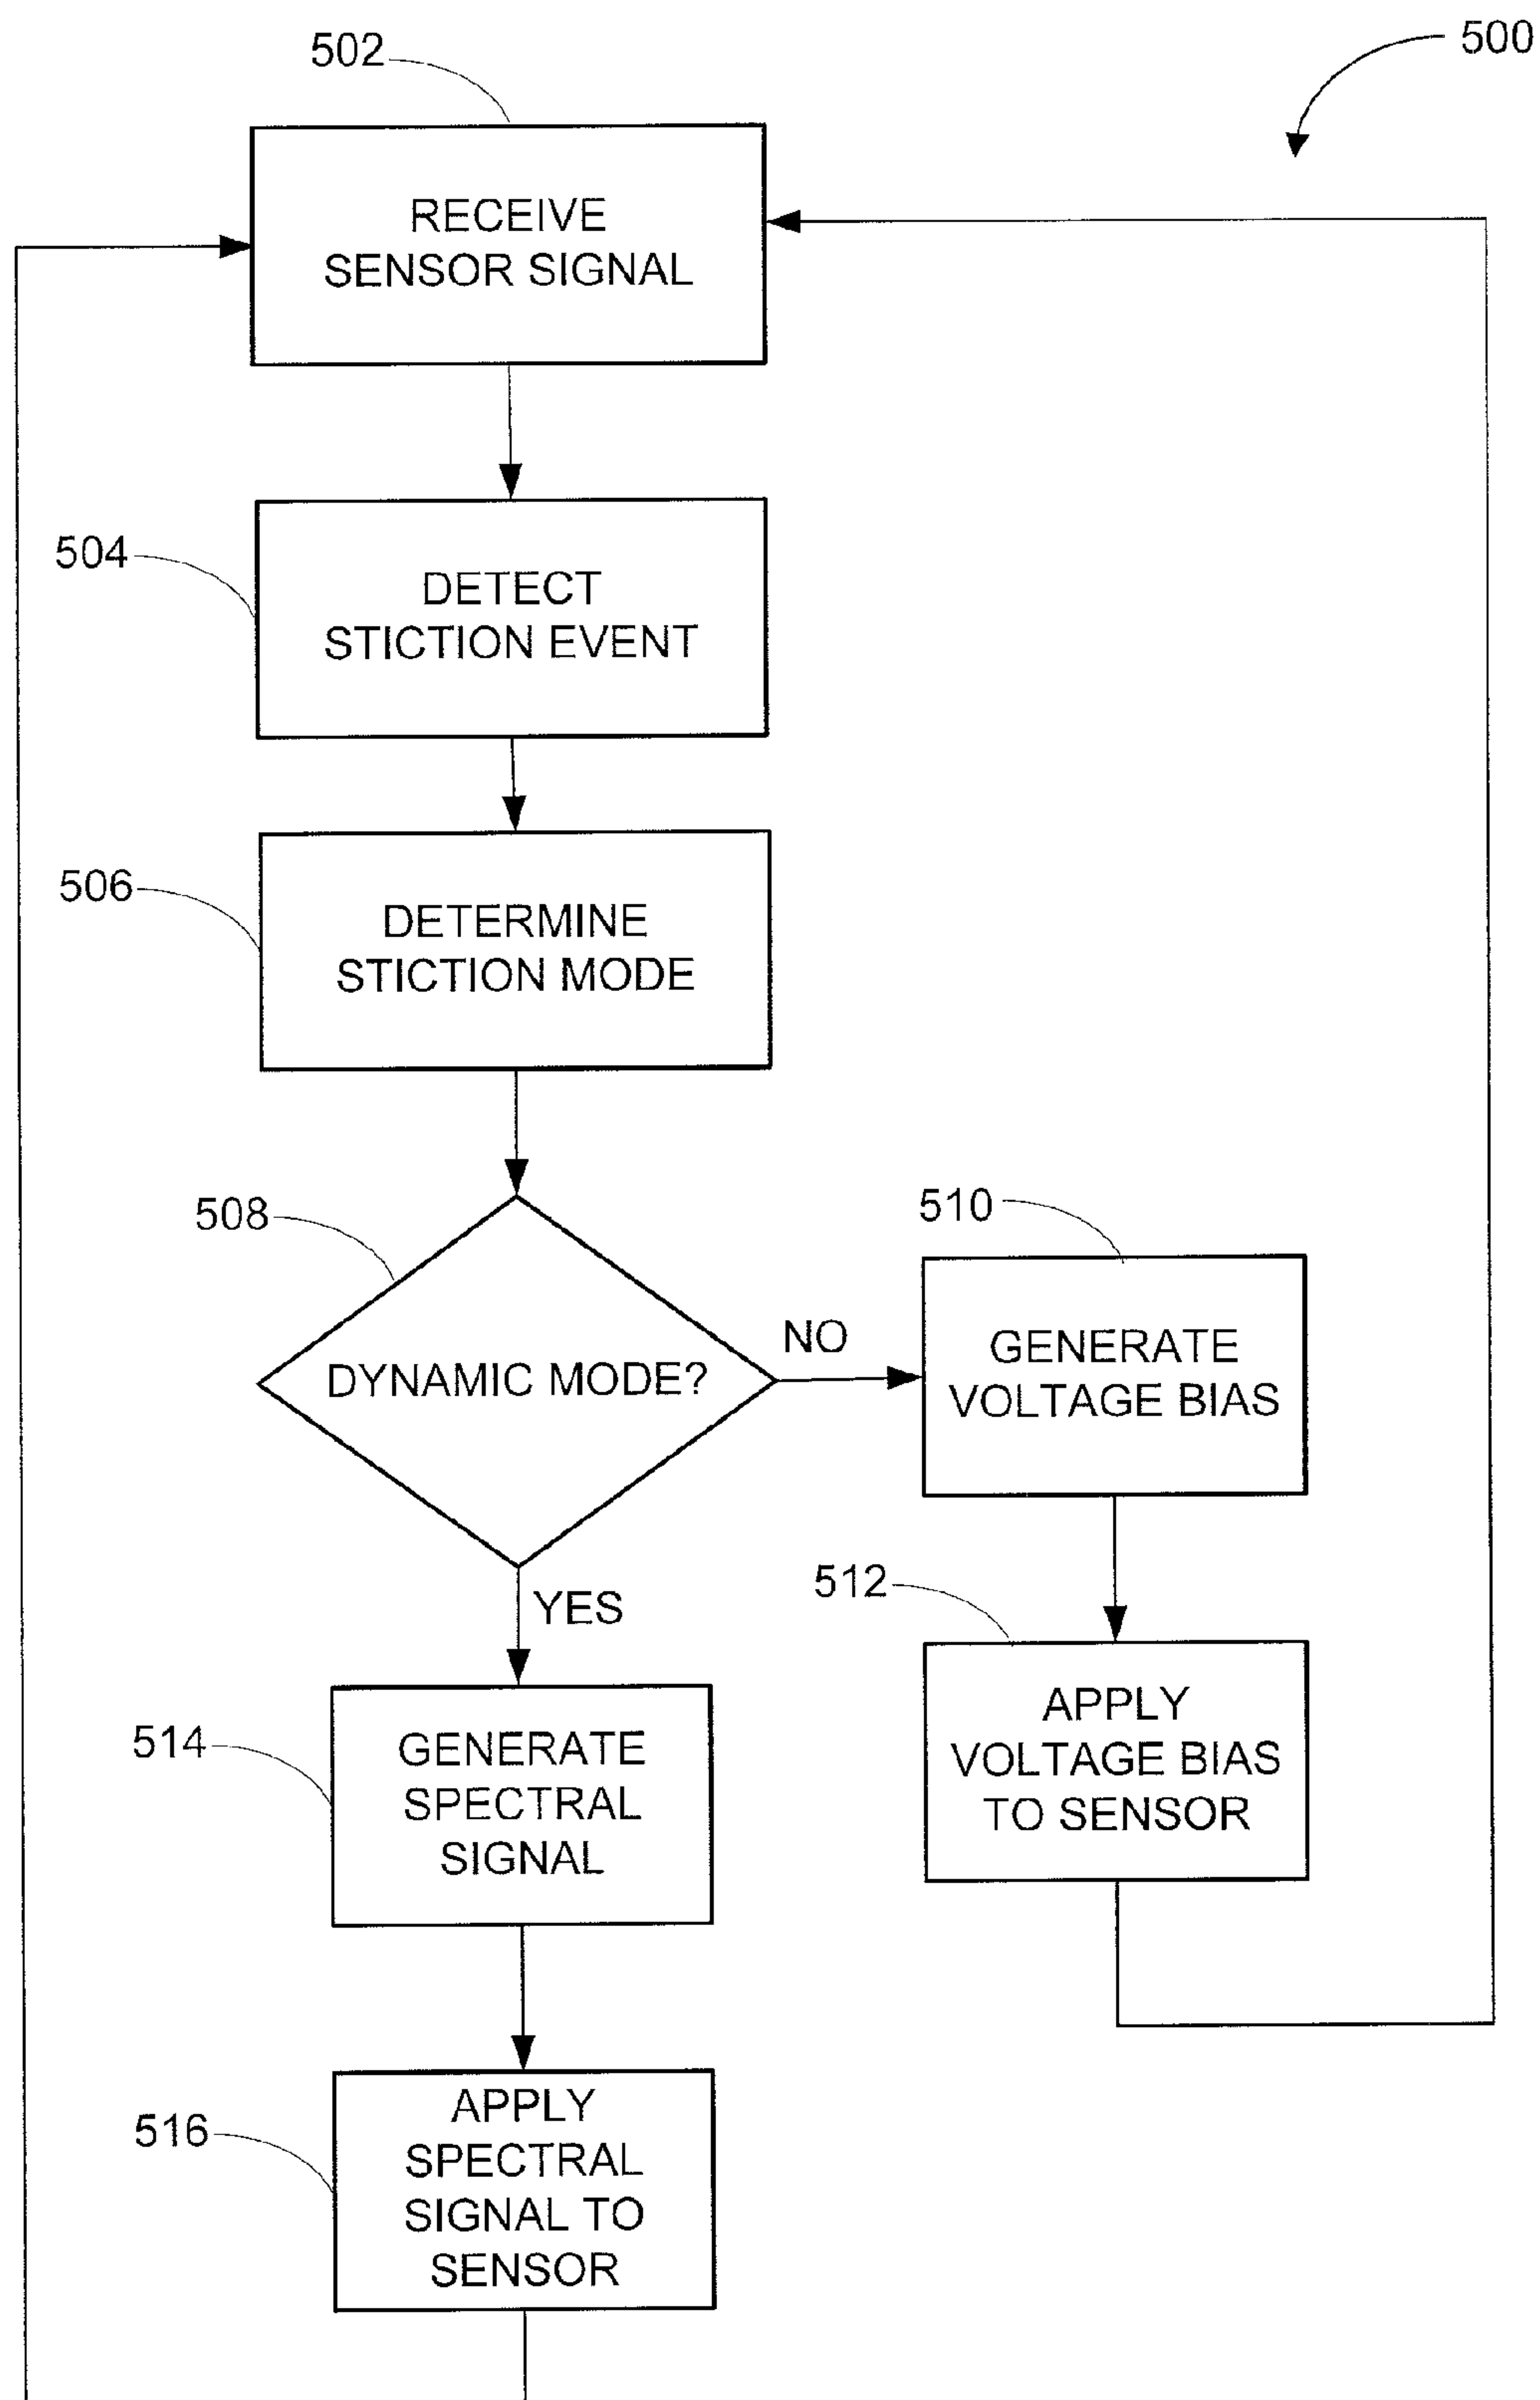 500
502
RECEIVE
SENSOR SIGNAL
504
DETECT
STICTION EVENT
506
DETERMINE
STICTION MODE
508
DYNAMIC MODE?
NO
510
GENERATE
VOLTAGE BIAS
512
APPLY
VOLTAGE BIAS
TO SENSOR
YES
514
GENERATE
SPECTRAL
SIGNAL
516
APPLY
SPECTRAL
SIGNAL TO
SENSOR